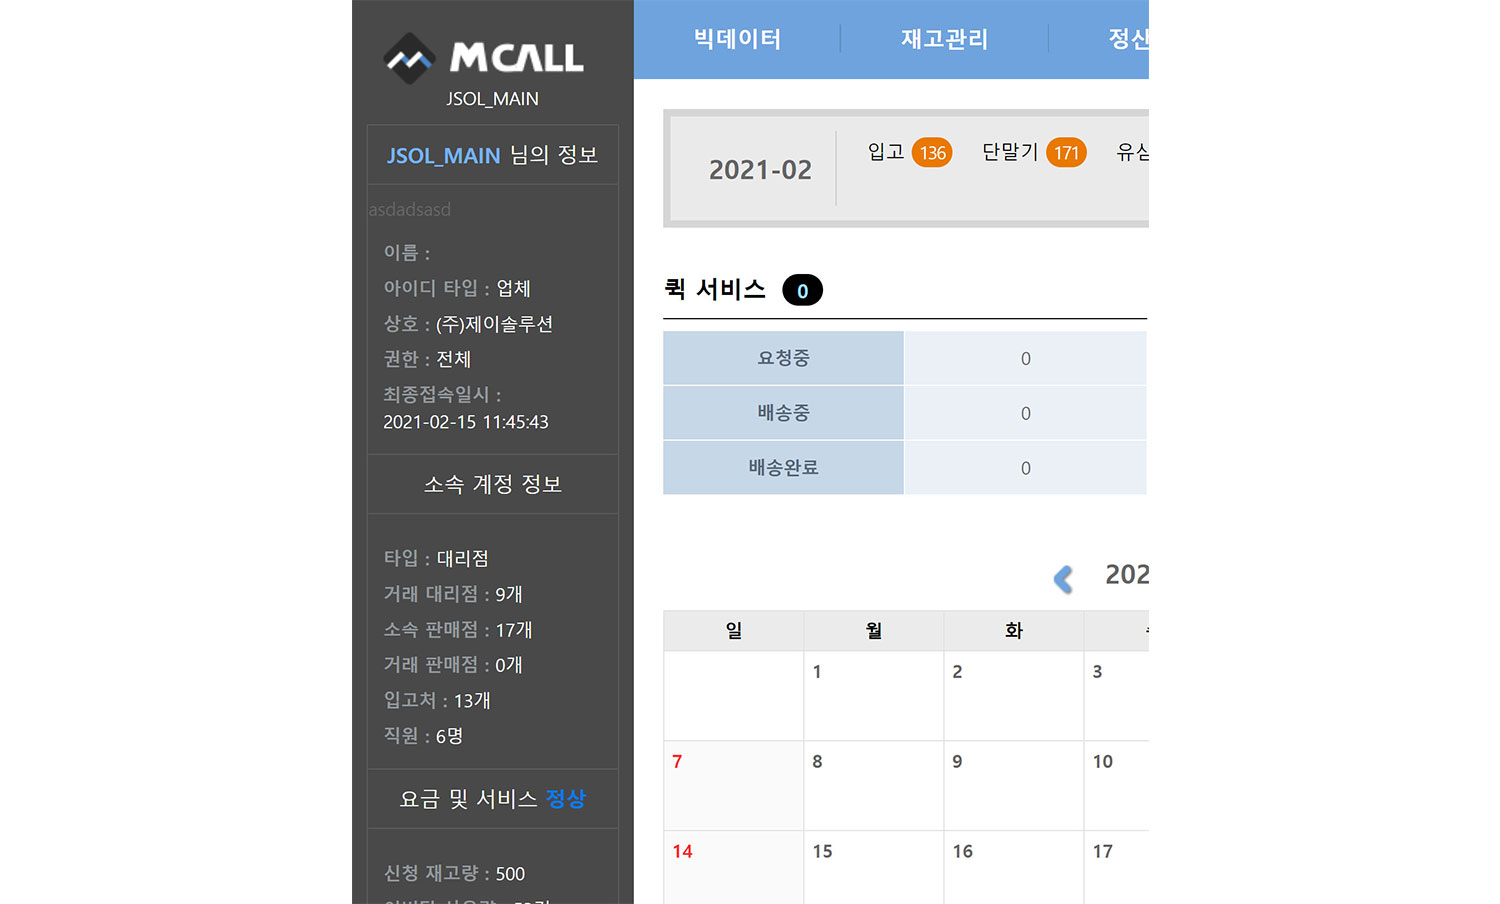 MCALL
JSOL_MAIN
JSOL_MAIN 님의 정보
asdadsasd
이름 :
아이디 타입 : 업체
상호 : (주)제이솔루션
권한 : 전체
최종접속일시 :
2021-02-15 11:45:43
소속 계정 정보
타입 : 대리점
거래 대리점 : 9개
소속 판매점 : 17개
거래 판매점 : 0개
입고처 : 13개
직원 : 6명
요금 및 서비스 정상
신청 재고량 : 500
빅데이터 재고관리 정산
2021-02 입고 136 단말기 171 유심
퀵 서비스 0
요청중 0
배송중 0
배송완료 0
202
일 월 화
1 2 3
7 8 9 10
14 15 16 17